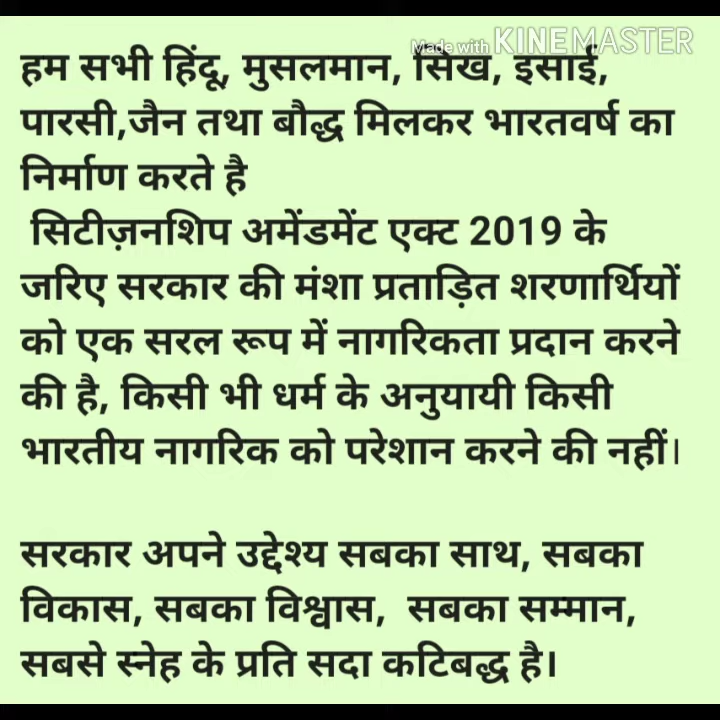 Made with KINEMASTER
हम सभी हिंदू, मुसलमान, सिख, इसाई,
पारसी,जैन तथा बौद्ध मिलकर भारतवर्ष का
निर्माण करते है
सिटीज़नशिप अमेंडमेंट एक्ट 2019 के
जरिए सरकार की मंशा प्रताड़ित शरणार्थियों
को एक सरल रूप में नागरिकता प्रदान करने
की है, किसी भी धर्म के अनुयायी किसी
भारतीय नागरिक को परेशान करने की नहीं।
सरकार अपने उद्देश्य सबका साथ, सबका
विकास, सबका विश्वास, सबका सम्मान,
सबसे स्नेह के प्रति सदा कटिबद्ध है।